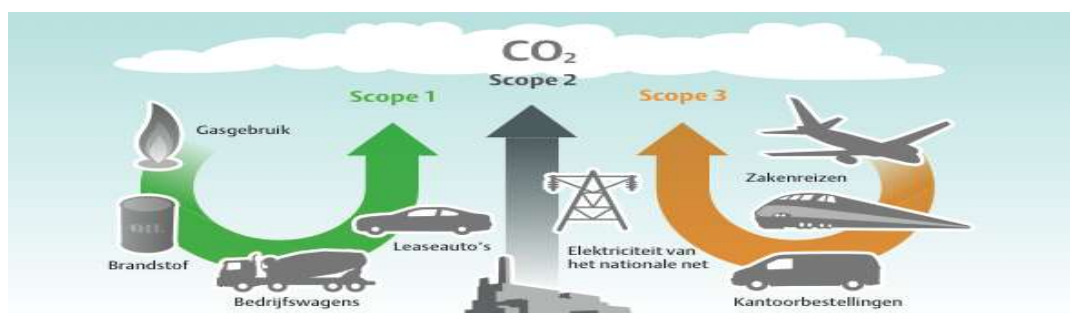 CO₂
Scope 2
Scope 1
Scope 3
Gasgebruik
Zakenreizen
OIL
Leaseauto's
Elektriciteit van
het nationale net
Brandstof
Bedrijfswagens
Kantoorbestellingen